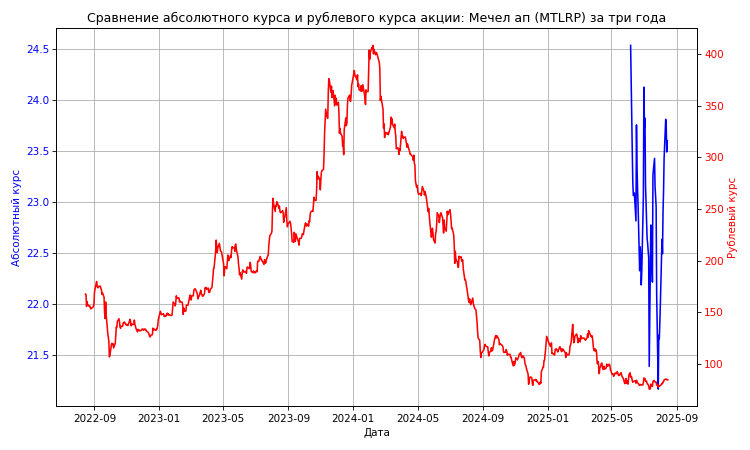 Сравнение абсолютного курса и рублевого курса акции: Мечел ап (MTLRP) за три года
24.5
24.0
23.5
23.0
22.5
22.0
21.5
Абсолютный курс
400
350
300
250
200
150
100
Рублевый курс
2022-09 2023-01 2023-05 2023-09 2024-01 2024-05 2024-09 2025-01 2025-05 2025-09
Дата